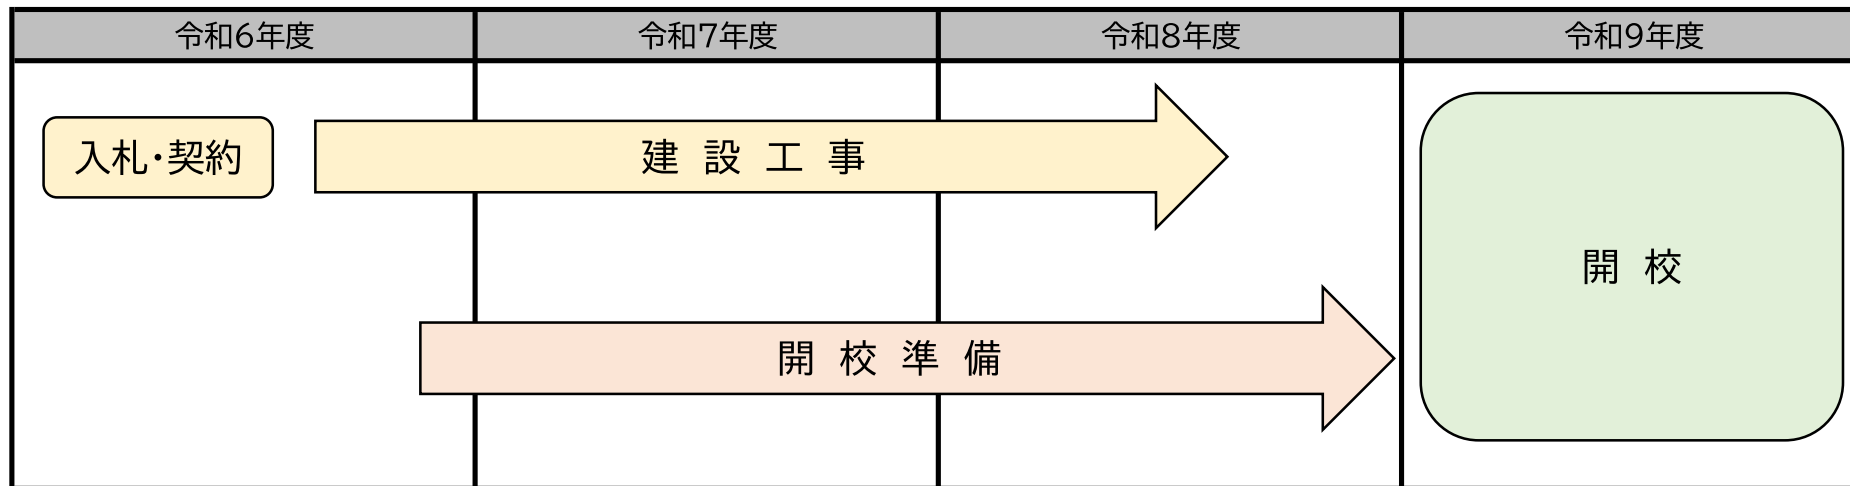 令和6年度 令和7年度 令和8年度 令和9年度
入札・契約
建設工事
開校
開校準備